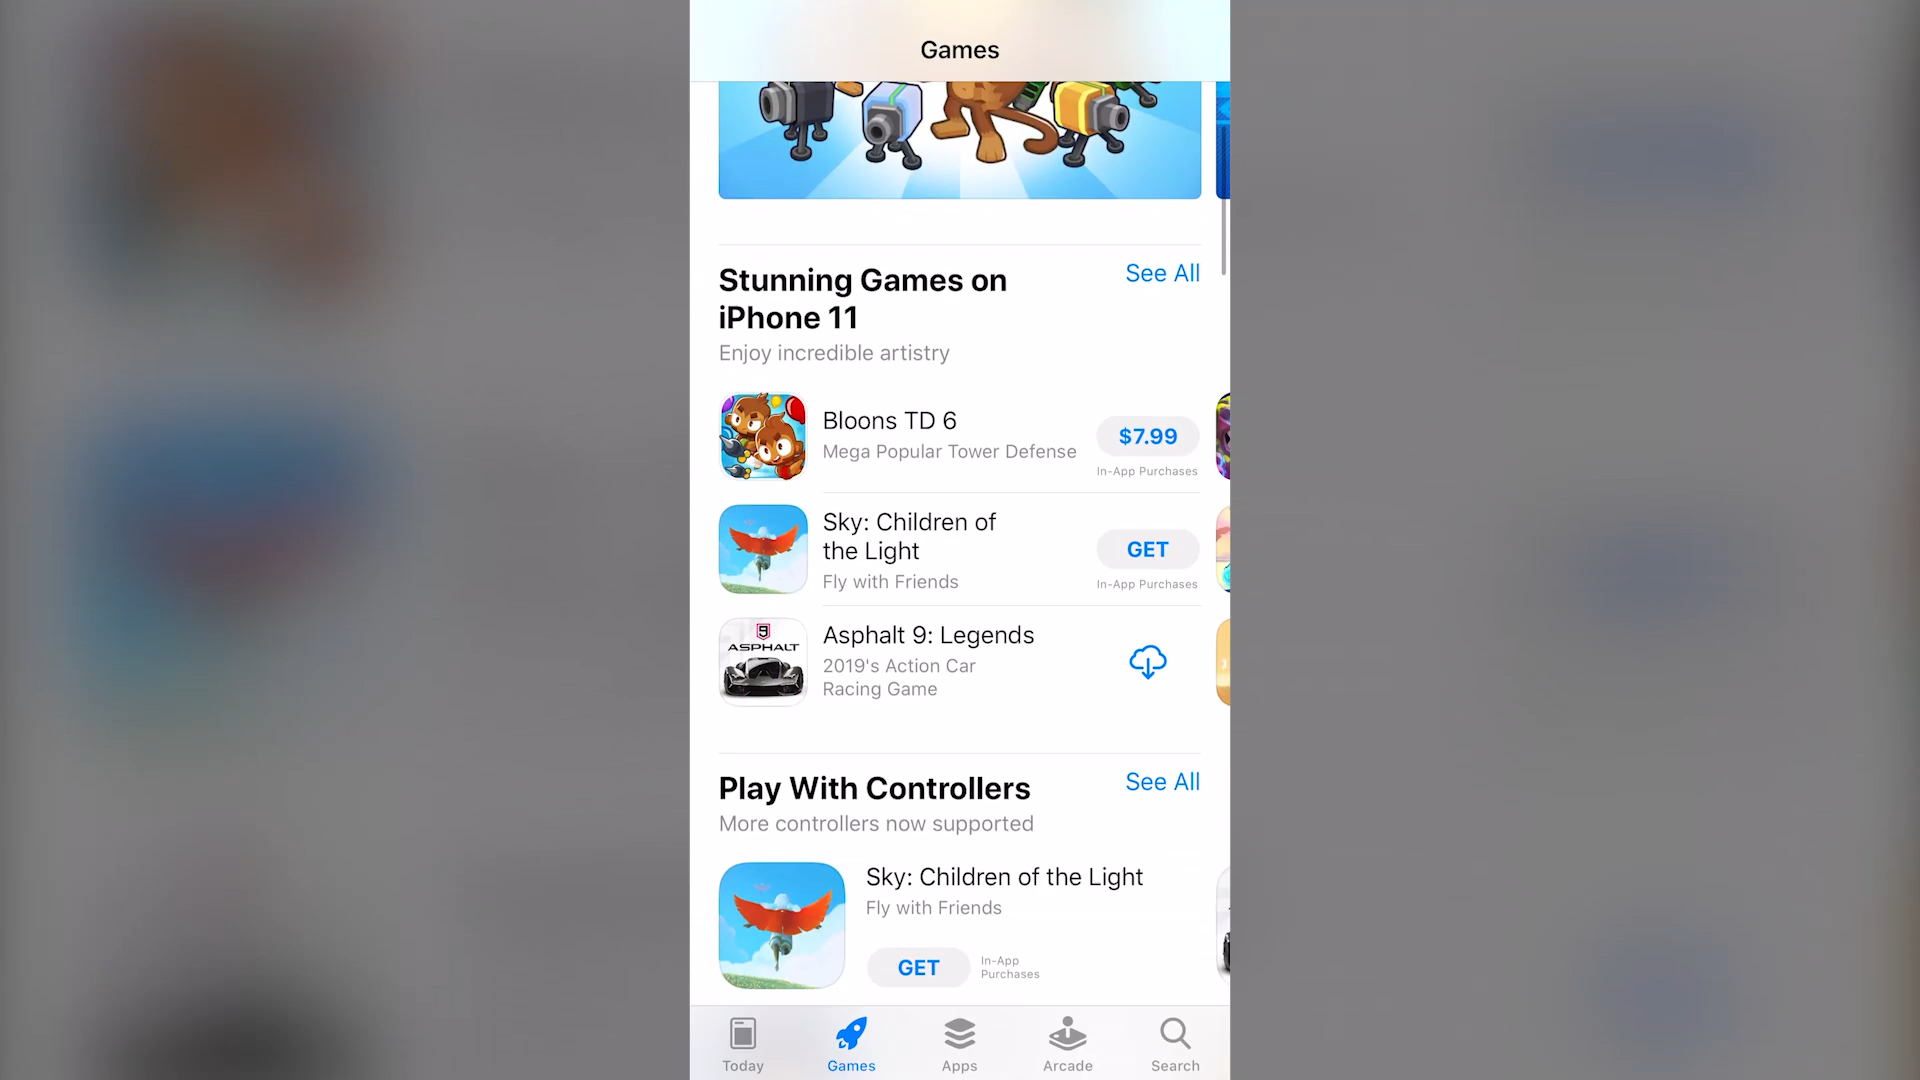 Games
Stunning Games on
iPhone 11
See All
Enjoy incredible artistry
Bloons TD 6
Mega Popular Tower Defense
$7.99
In-App Purchases
Sky: Children of
the Light
Fly with Friends
GET
In-App Purchases
9
ASPHALT
Asphalt 9: Legends
2019's Action Car
Racing Game
Play With Controllers
See All
More controllers now supported
Sky: Children of the Light
Fly with Friends
GET
In-App
Purchases
Today
Games
Apps
Arcade
Search